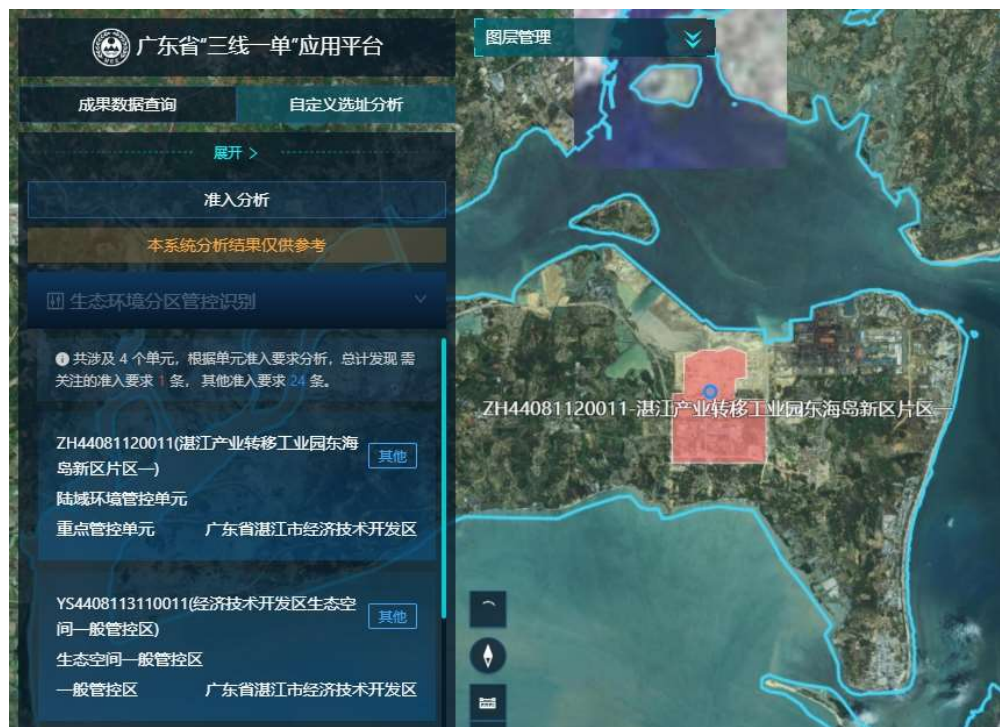 广东省"三线一单"应用平台
图层管理
成果数据查询
自定义选址分析
展开 >
准入分析
本系统分析结果仅供参考
生态环境分区管控识别
共涉及 4 个单元，根据单元准入要求分析，总计发现 需
关注的准入要求 1 条，其他准入要求 24 条。
ZH44081120011(湛江产业转移工业园东海
岛新区片区一)
其他
陆域环境管控单元
重点管控单元
广东省湛江市经济技术开发区
YS4408113110011(经济技术开发区生态空
间一般管控区)
其他
生态空间一般管控区
一般管控区
广东省湛江市经济技术开发区
ZH44081120011-湛江产业转移工业园东海岛新区片区一